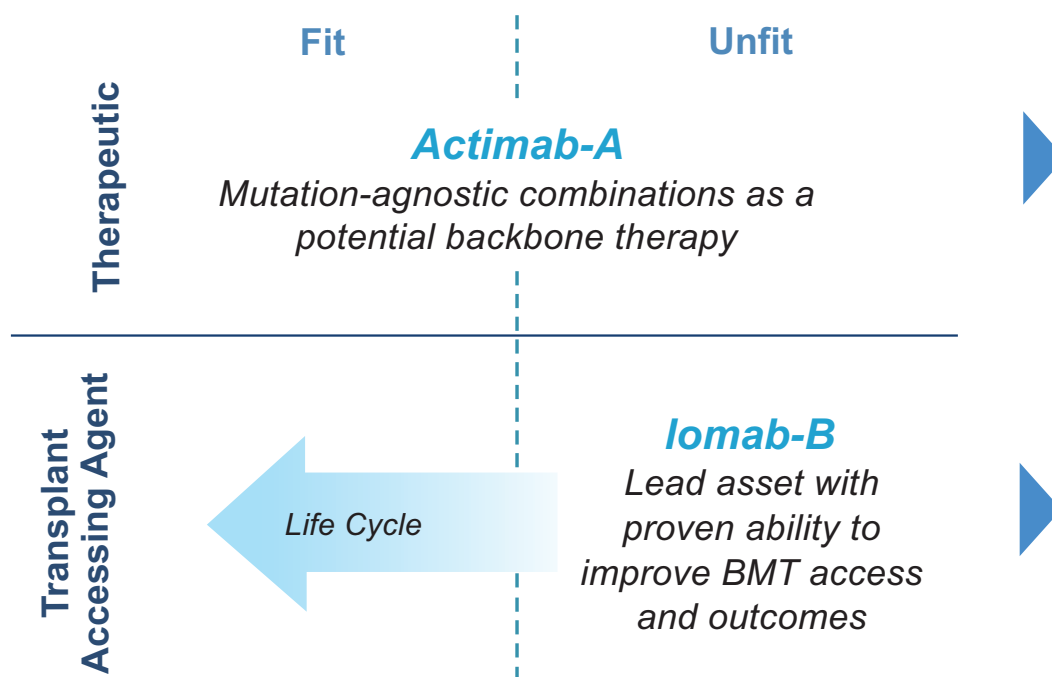 Fit
Unfit
Therapeutic
Actimab-A
Mutation-agnostic combinations as a
potential backbone therapy
Transplant
Accessing Agent
Life Cycle
Iomab-B
Lead asset with
proven ability to
improve BMT access
and outcomes